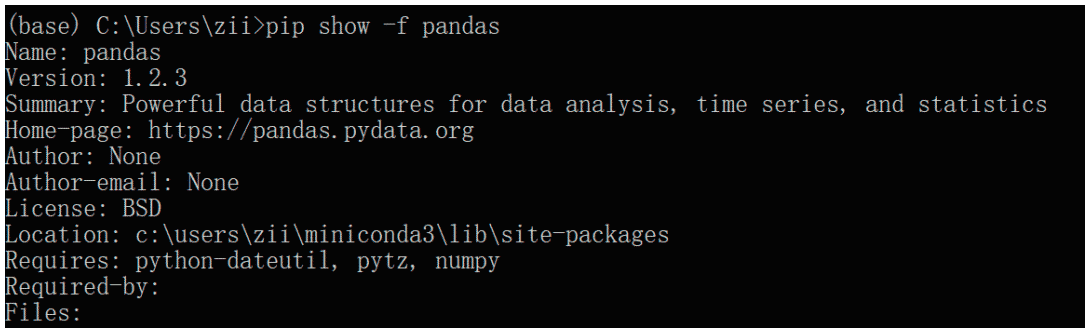 (base) C:\Users\zii>pip show -f pandas
Name: pandas
Version: 1.2.3
Summary: Powerful data structures for data analysis, time series, and statistics
Home-page: https://pandas.pydata.org
Author: None
Author-email: None
License: BSD
Location: c:\users\zii\miniconda3\lib\site-packages
Requires: python-dateutil, pytz, numpy
Required-by:
Files: